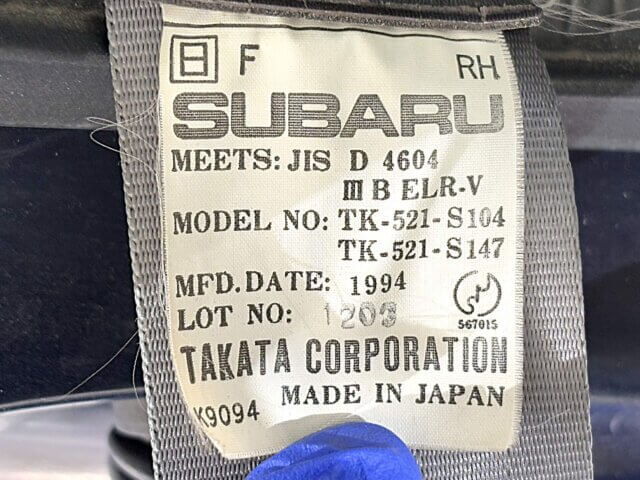 日 F RH
SUBARU
MEETS: JIS D 4604
III B ELR-V
MODEL NO: TK-521-S104
TK-521-S147
MFD. DATE: 1994
LOT NO: 1203
567015
TAKATA CORPORATION
MADE IN JAPAN
K9094